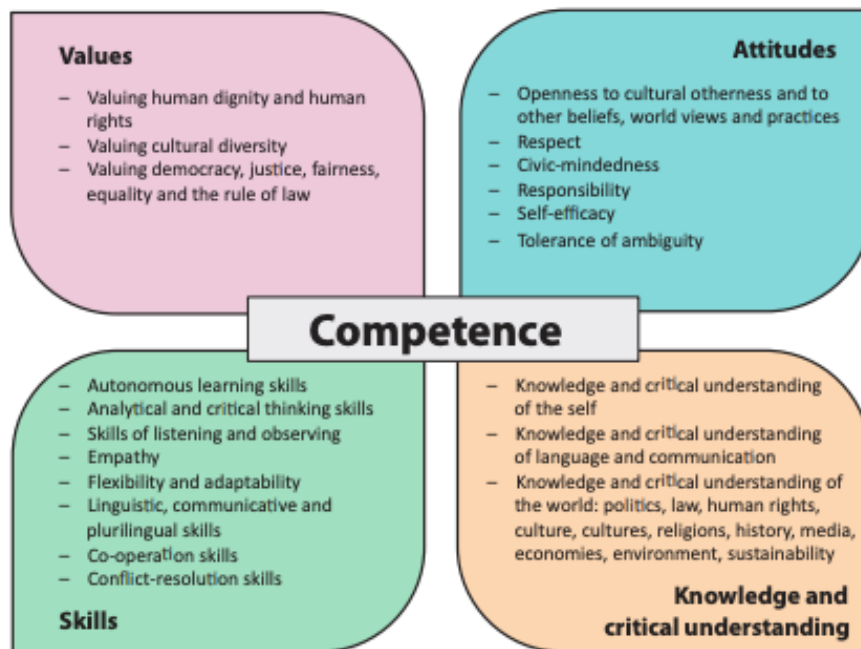 Values
– Valuing human dignity and human
rights
– Valuing cultural diversity
– Valuing democracy, justice, fairness,
equality and the rule of law
Attitudes
– Openness to cultural otherness and to
other beliefs, world views and practices
– Respect
– Civic-mindedness
– Responsibility
– Self-efficacy
– Tolerance of ambiguity
Competence
– Autonomous learning skills
– Analytical and critical thinking skills
– Skills of listening and observing
– Empathy
– Flexibility and adaptability
– Linguistic, communicative and
plurilingual skills
– Co-operation skills
– Conflict-resolution skills
Skills
– Knowledge and critical understanding
of the self
– Knowledge and critical understanding
of language and communication
– Knowledge and critical understanding of
the world: politics, law, human rights,
culture, cultures, religions, history, media,
economies, environment, sustainability
Knowledge and
critical understanding